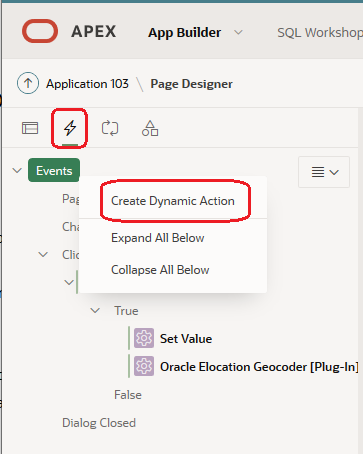 APEX App Builder SQL Workshop
Application 103 \ Page Designer
Events
Pag
Create Dynamic Action
Cha
Expand All Below
Clic
Collapse All Below
True
Set Value
Oracle Elocation Geocoder [Plug-In]
False
Dialog Closed